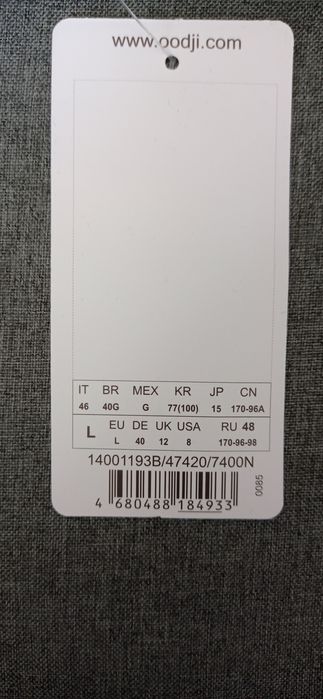 www.oodji.com
IT BR MEX KR JP CN
46 40G G 77(100) 15 170-96A
L EU DE UK USA RU 48
L 40 12 8 170-96-98
14001193B/47420/7400N
4 680488 184933
0085